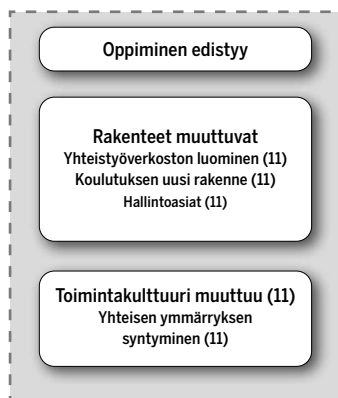 Oppiminen edistyy
Rakenteet muuttuvat
Yhteistyöverkoston luominen (11)
Koulutuksen uusi rakenne (11)
Hallintoasiat (11)
Toimintakulttuuri muuttuu (11)
Yhteisen ymmärryksen
syntyminen (11)